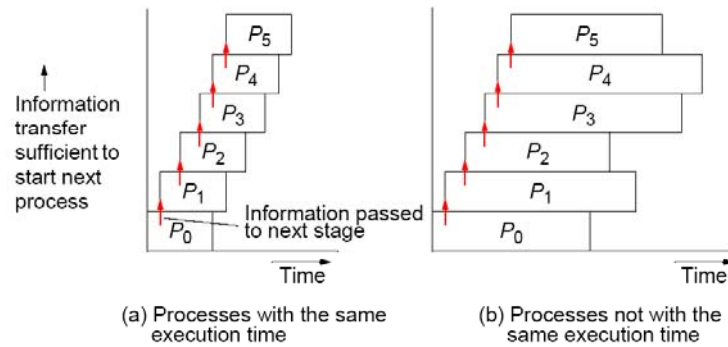 P5
P4
P3
P2
P1
P0
Information
transfer
sufficient to
start next
process
Information passed
to next stage
Time
(a) Processes with the same
execution time
P5
P4
P3
P2
P1
P0
Time
(b) Processes not with the
same execution time